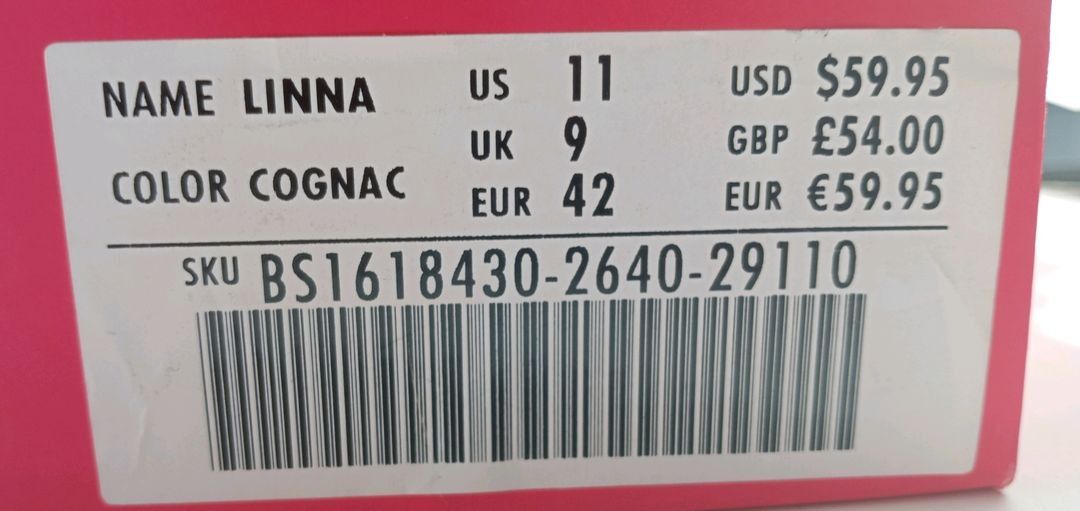 NAME LINNA US 11 USD $59.95
UK 9 GBP £54.00
COLOR COGNAC EUR 42 EUR €59.95
SKU BS1618430-2640-29110